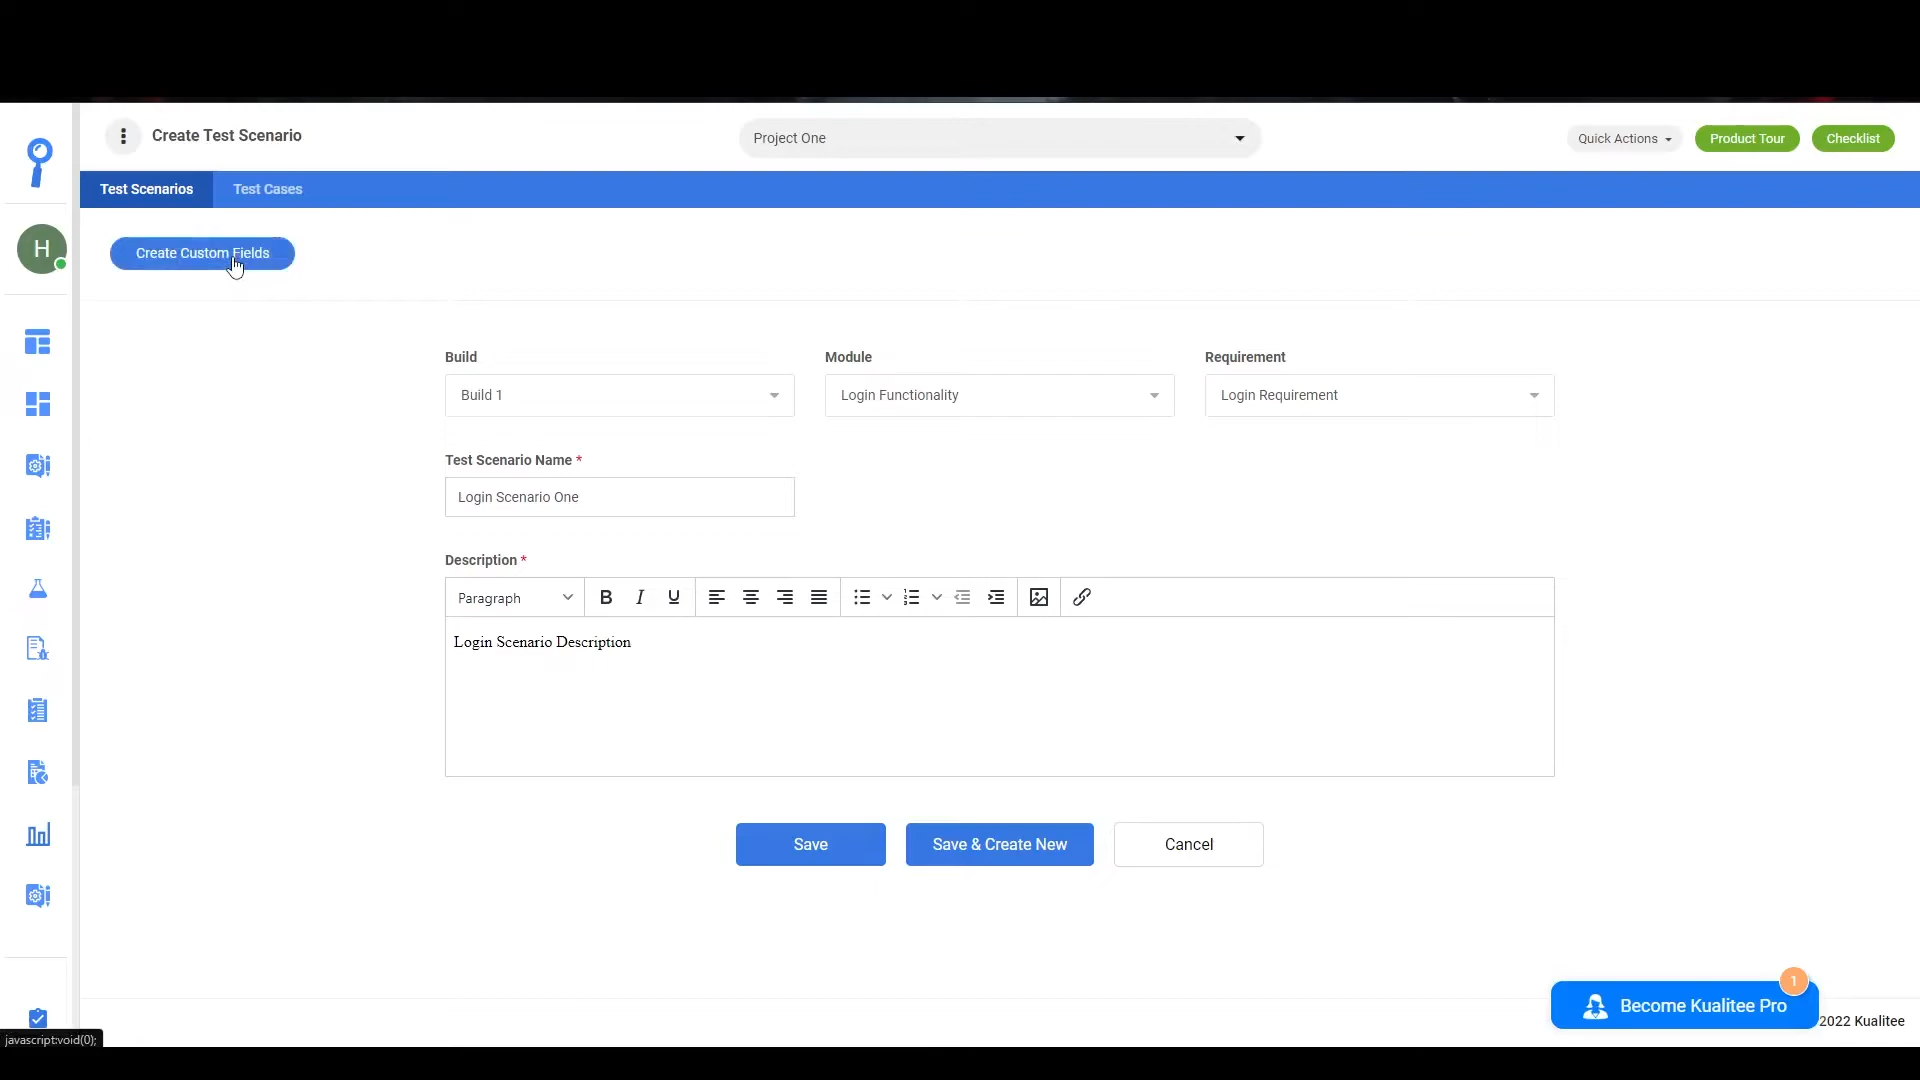 Create Test Scenario
Project One
Quick Actions
Product Tour
Checklist
Test Scenarios
Test Cases
H
Create Custom Fields
Build
Module
Requirement
Build 1
Login Functionality
Login Requirement
Test Scenario Name *
Login Scenario One
Description *
Paragraph
B I U
Login Scenario Description
Save
Save & Create New
Cancel
1
Become Kualitee Pro
2022 Kualitee
javascript:void(0);